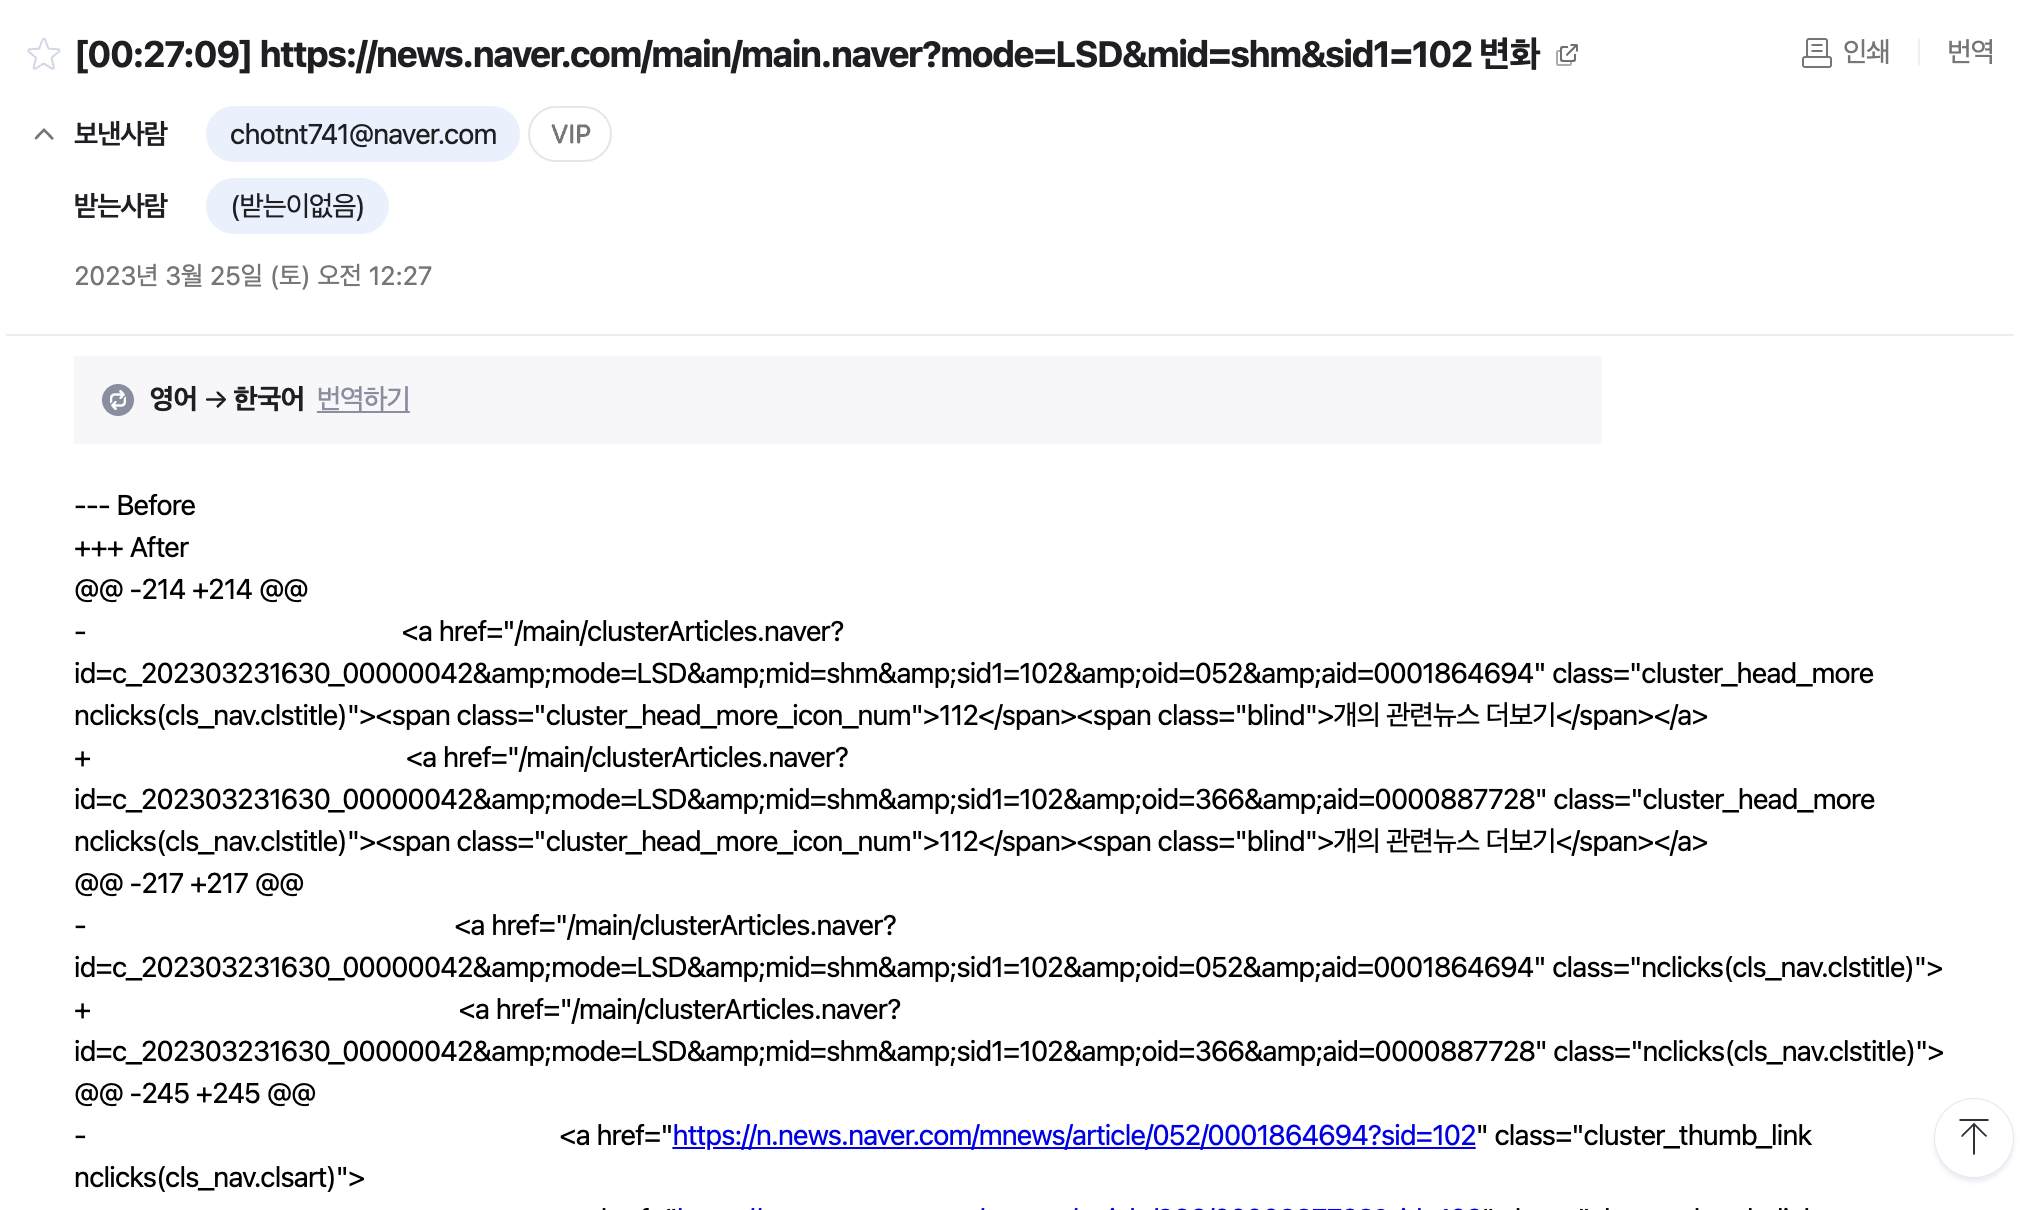 [00:27:09] https://news.naver.com/main/main.naver?mode=LSD&mid=shm&sid1=102 변화
인쇄
번역
보낸사람 chotnt741@naver.com VIP
받는사람 (받는이없음)
2023년 3월 25일 (토) 오전 12:27
영어 → 한국어 번역하기
--- Before
+++ After
@@ -214 +214 @@
- <a href="/main/clusterArticles.naver?
id=c_202303231630_00000042&amp;mode=LSD&amp;mid=shm&amp;sid1=102&amp;oid=052&amp;aid=0001864694" class="cluster_head_more
nclicks(cls_nav.clstitle)"><span class="cluster_head_more_icon_num">112</span><span class="blind">개의 관련뉴스 더보기</span></a>
+ <a href="/main/clusterArticles.naver?
id=c_202303231630_00000042&amp;mode=LSD&amp;mid=shm&amp;sid1=102&amp;oid=366&amp;aid=0000887728" class="cluster_head_more
nclicks(cls_nav.clstitle)"><span class="cluster_head_more_icon_num">112</span><span class="blind">개의 관련뉴스 더보기</span></a>
@@ -217 +217 @@
- <a href="/main/clusterArticles.naver?
id=c_202303231630_00000042&amp;mode=LSD&amp;mid=shm&amp;sid1=102&amp;oid=052&amp;aid=0001864694" class="nclicks(cls_nav.clstitle)">
+ <a href="/main/clusterArticles.naver?
id=c_202303231630_00000042&amp;mode=LSD&amp;mid=shm&amp;sid1=102&amp;oid=366&amp;aid=0000887728" class="nclicks(cls_nav.clstitle)">
@@ -245 +245 @@
- <a href="https://n.news.naver.com/mnews/article/052/0001864694?sid=102" class="cluster_thumb_link
nclicks(cls_nav.clsart)">